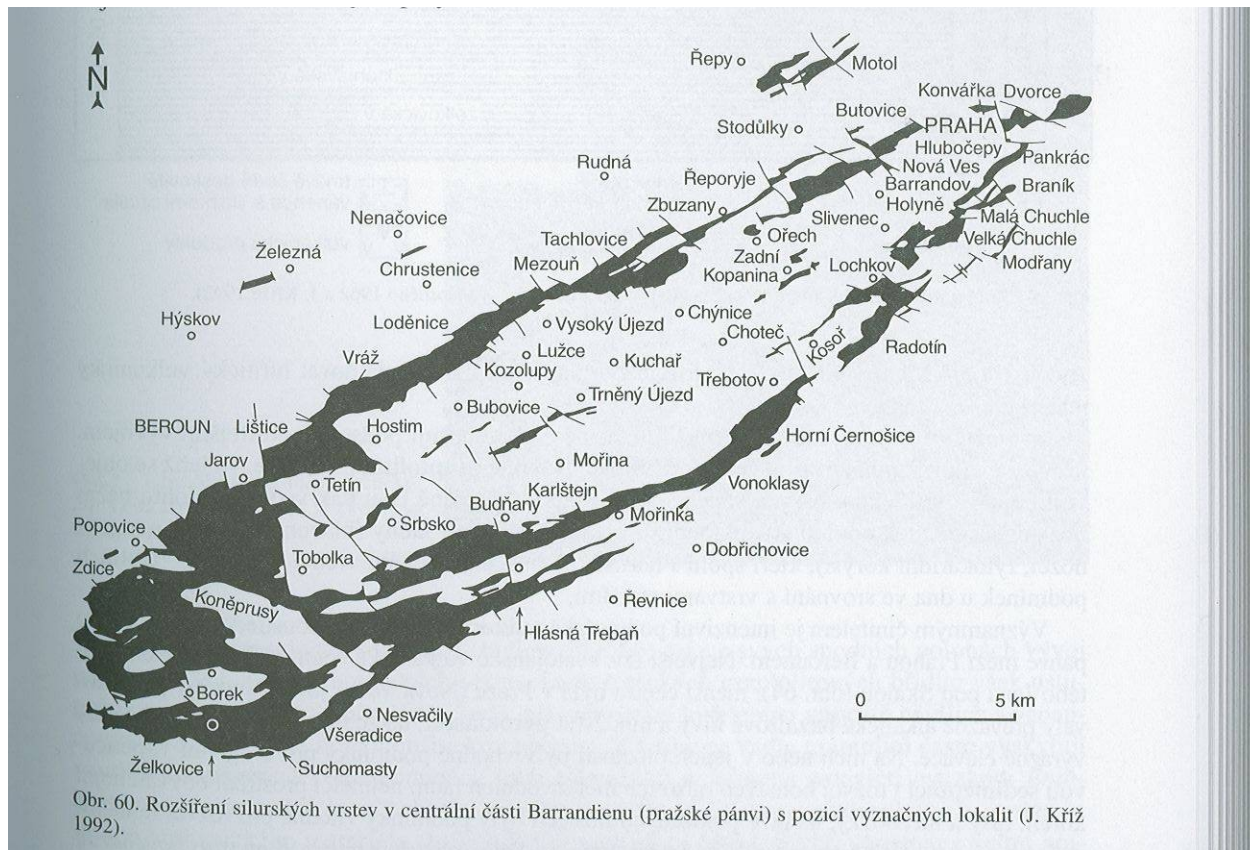 N
Řepy
Motol
Konvářka
Dvorce
Butovice
Stodůlky
PRAHA
Hlubočepy
Pankrác
Rudná
Nová Ves
Řeporyje
Barrandov
Braník
Holyně
Zbuzany
Slivenec
Malá Chuchle
Nenačovice
Ořech
Velká Chuchle
Tachlovice
Železná
Zadní
Kopanina
Modřany
Chrustenice
Mezouň
Lochkov
Hýskov
Loděnice
Vysoký Újezd
Chýnice
Choteč
Kosoř
Radotín
Vráž
Lužce
Kuchař
Kozolupy
Třebotov
Trněný Újezd
Bubovice
BEROUN
Lištice
Hostim
Horní Černošice
Jarov
Mořina
Tetín
Karlštejn
Vonoklasy
Budňany
Mořinka
Popovice
Srbsko
Dobřichovice
Zdice
Tobolka
Koněprusy
Řevnice
Hlásná Třebaň
Borek
Nesvačily
0
5 km
Všeradice
Želkovice
Suchomasty
Obr. 60. Rozšíření silurských vrstev v centrální části Barrandienu (pražské pánvi) s pozicí význačných lokalit (J. Kříž
1992).